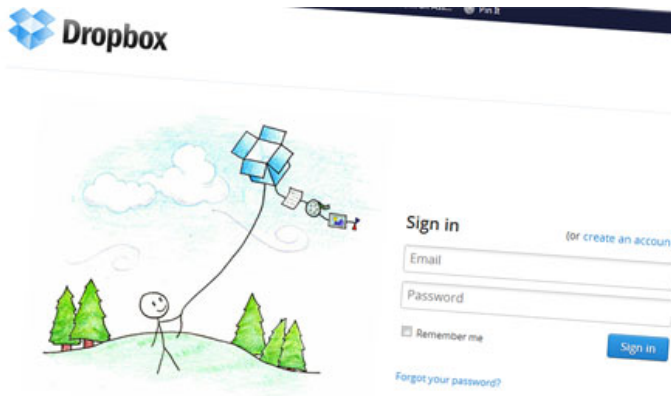 Pin It
Dropbox
Sign in
(or create an accoun
Email
Password
Remember me
Sign in
Forgot your password?